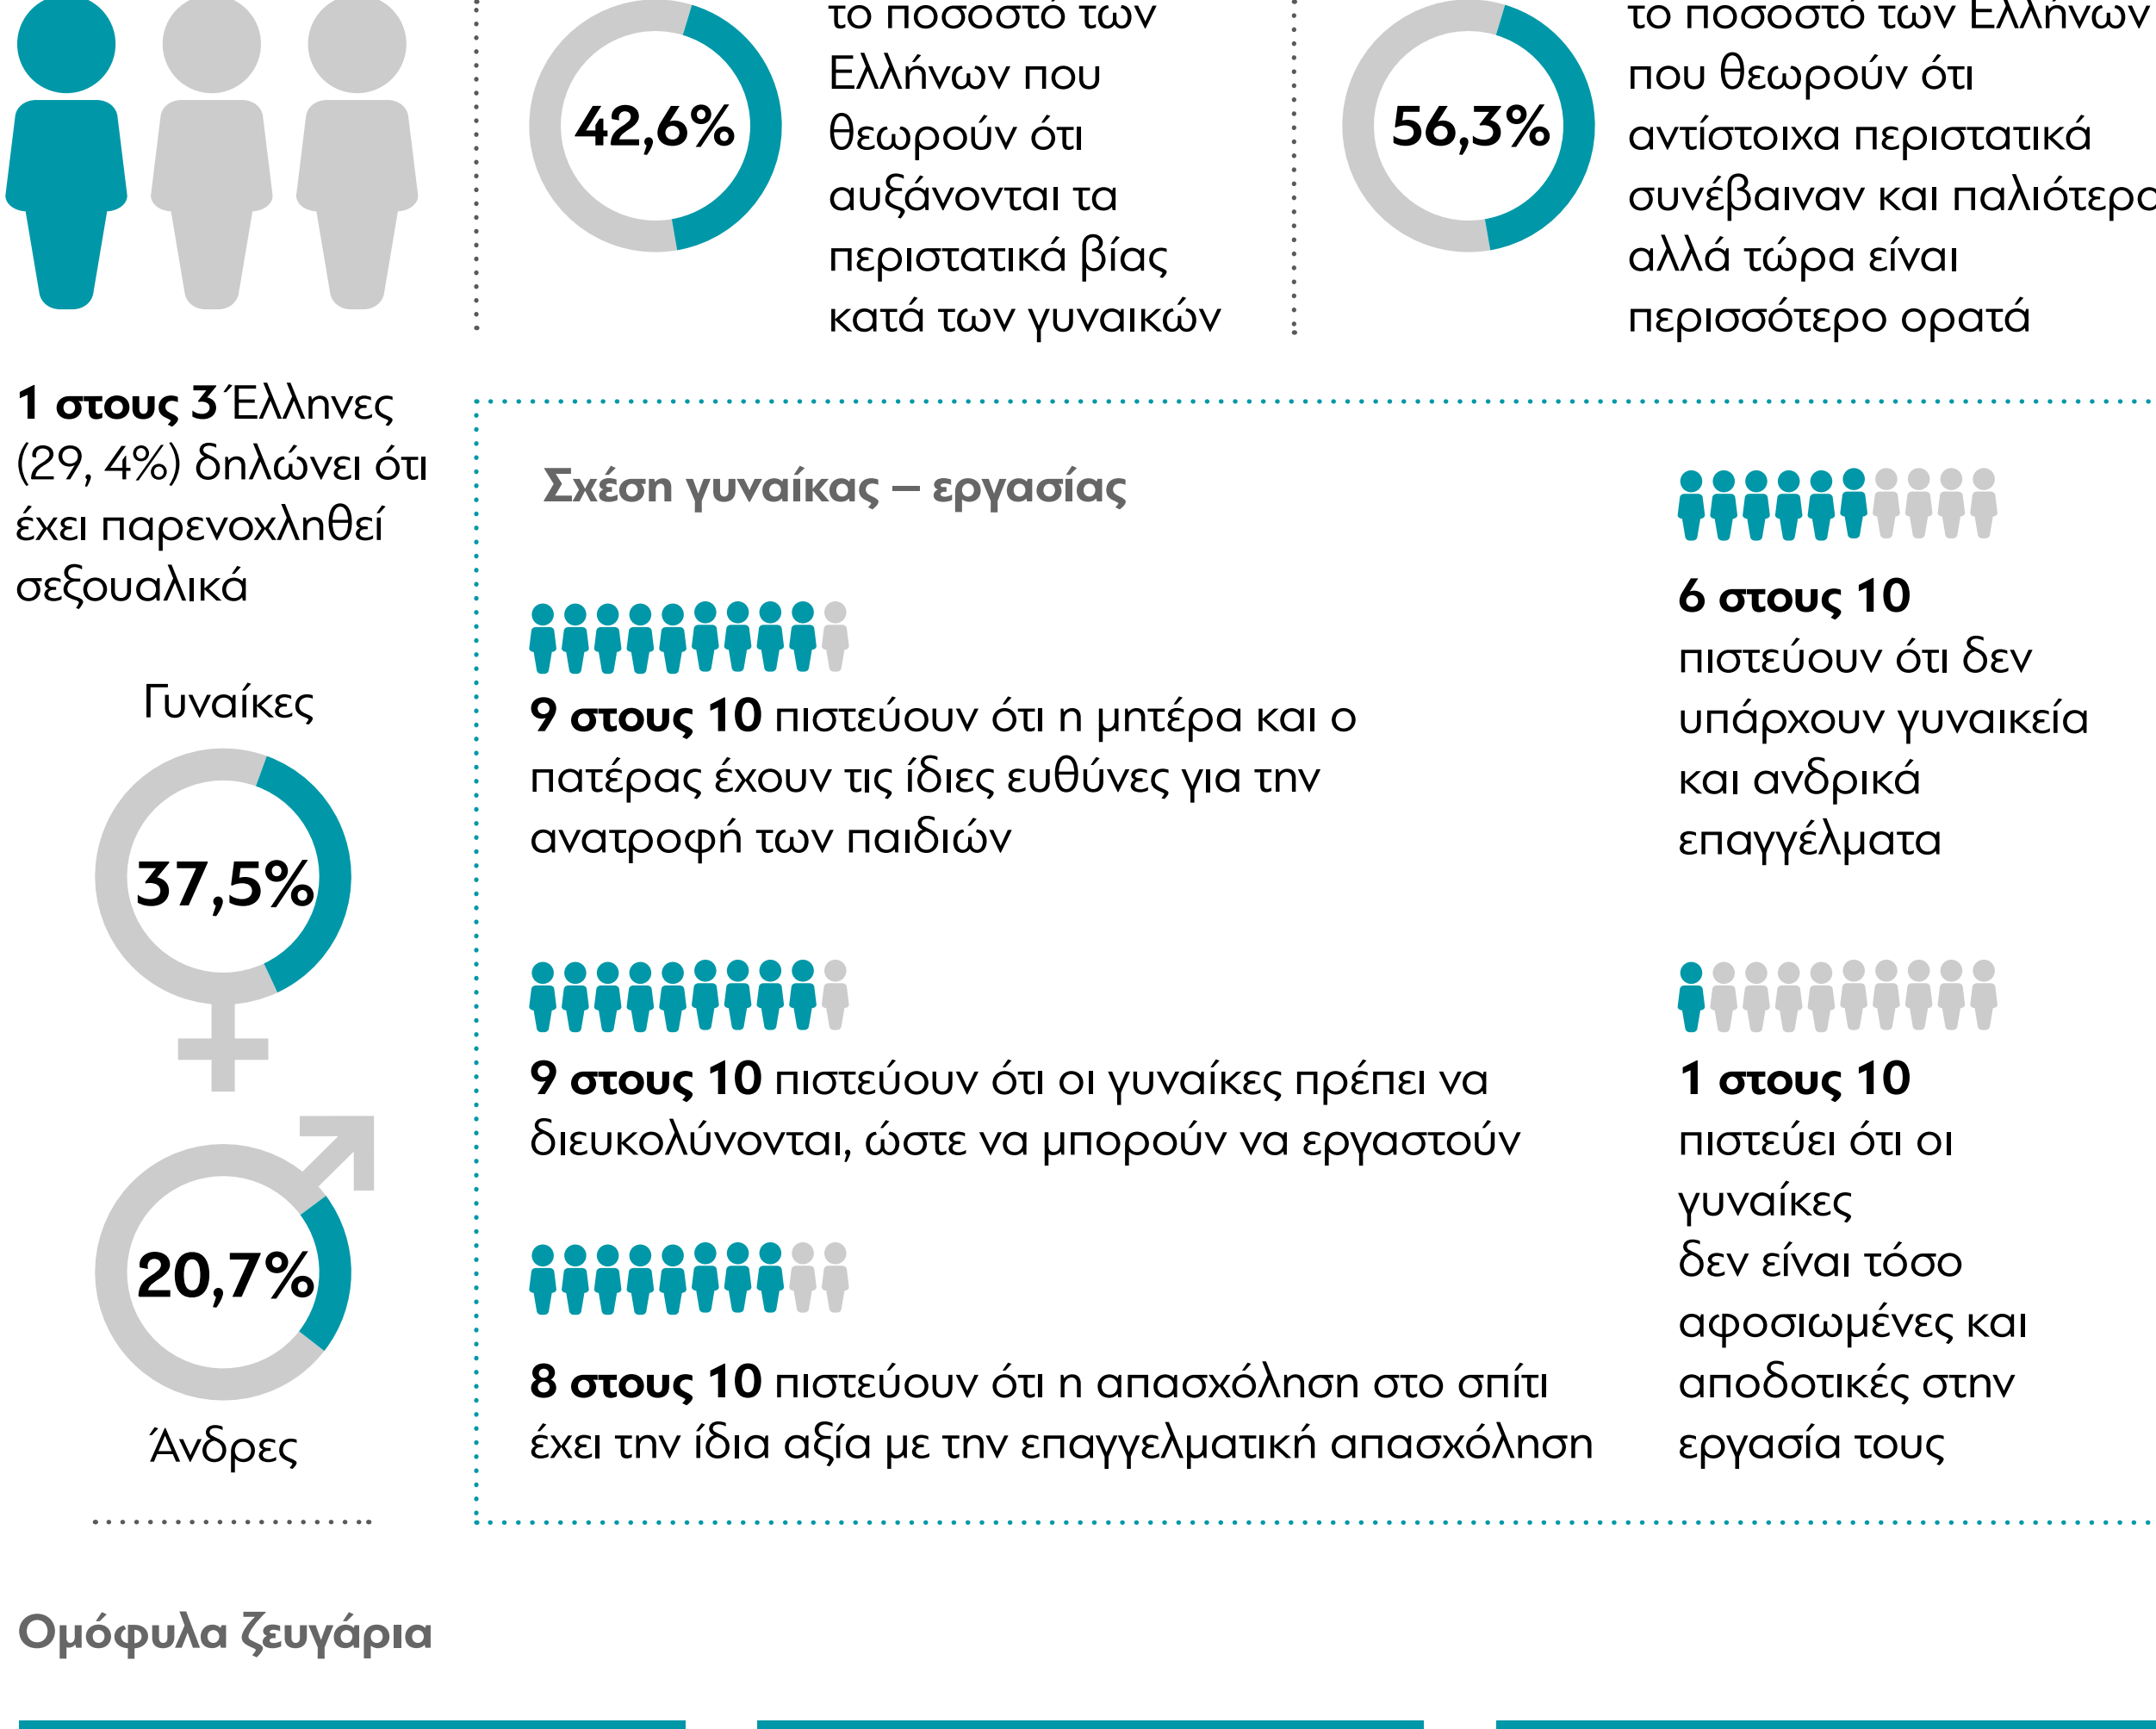 42,6%
το ποσοστό των
Ελλήνων που
θεωρούν ότι
αυξάνονται τα
περιστατικά βίας
κατά των γυναικών
56,3%
το ποσοστό των Ελλήνων
που θεωρούν ότι
αντίστοιχα περιστατικά
συνέβαιναν και παλιότερα
αλλά τώρα είναι
περισσότερο ορατά
1 στους 3 Έλληνες
(29, 4%) δηλώνει ότι
έχει παρενοχληθεί
σεξουαλικά
Γυναίκες
37,5%
20,7%
Άνδρες
Σχέση γυναίκας – εργασίας
9 στους 10 πιστεύουν ότι η μητέρα και ο
πατέρας έχουν τις ίδιες ευθύνες για την
ανατροφή των παιδιών
9 στους 10 πιστεύουν ότι οι γυναίκες πρέπει να
διευκολύνονται, ώστε να μπορούν να εργαστούν
8 στους 10 πιστεύουν ότι η απασχόληση στο σπίτι
έχει την ίδια αξία με την επαγγελματική απασχόληση
6 στους 10
πιστεύουν ότι δεν
υπάρχουν γυναικεία
και ανδρικά
επαγγέλματα
1 στους 10
πιστεύει ότι οι
γυναίκες
δεν είναι τόσο
αφοσιωμένες και
αποδοτικές στην
εργασία τους
Ομόφυλα ζευγάρια